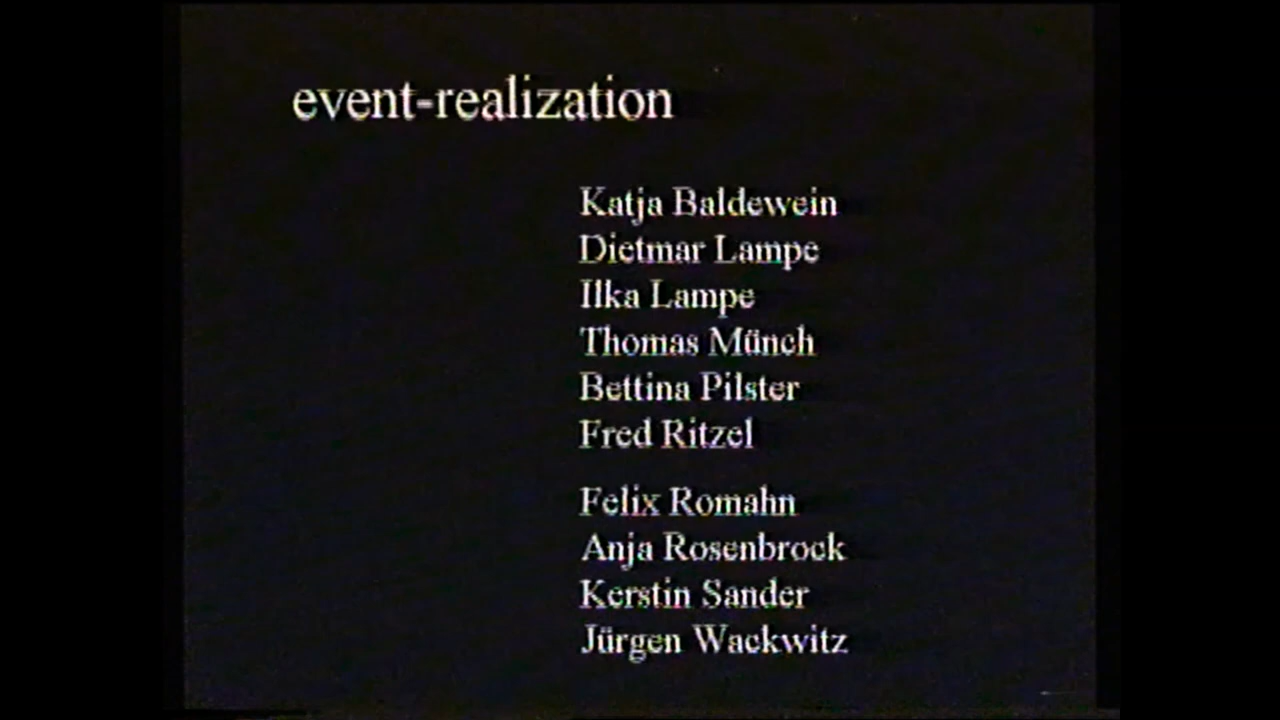 event-realization
Katja Baldewein
Dietmar Lampe
Ilka Lampe
Thomas Münch
Bettina Pilster
Fred Ritzel
Felix Romahn
Anja Rosenbrock
Kerstin Sander
Jürgen Wackwitz